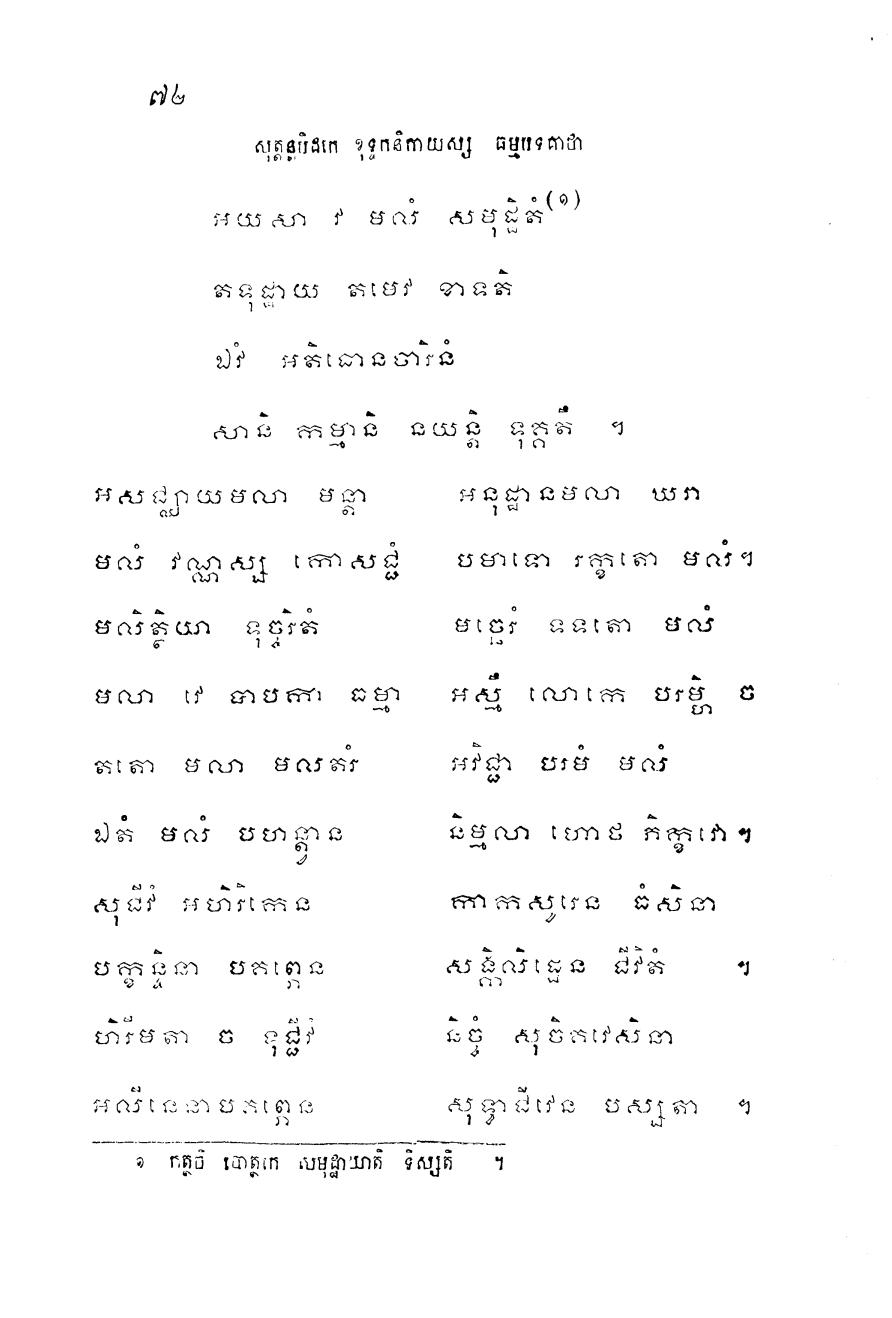 ៧៤
សុត្តន្តបិដកេ ខុទ្ទកនិកាយស្ស ធម្មបទគាថា
អយសា វ មលំ សមុដ្ឋិតំ(១)
តទុដ្ឋាយ តមេវ ខាទតិ
ឯវំ អតិធោនចារិនំ
សានិ កម្មានិ នយន្តិ ទុគ្គតឹ ។
អសជ្ឈាយមលា មន្តា អនុដ្ឋានមលា ឃរា
មលំ វណ្ណស្ស កោសជ្ជំ បមាទោ រក្ខតោ មលំ។
មលិត្ថិយា ទុច្ចរិតំ មច្ឆេរំ ទទតោ មលំ
មលា វេ បាបកា ធម្មា អស្មឹ លោកេ បរម្ហិ ច
តតោ មលា មលតរំ អវិជ្ជា បរមំ មលំ
ឯតំ មលំ បហន្ត្វាន និម្មលា ហោថ ភិក្ខវោ ។
សុជីវំ អហិរិកេន កាកសូរេន ធំសិនា
បក្ខន្ទិនា បគព្ភេន សង្កិលិដ្ឋេន ជីវិតំ ។
ហិរីមតា ច ទុជ្ជីវំ និច្ចំ សុចិគវេសិនា
អលីនេនាបគព្ភេន សុទ្ធាជីវេន បស្សតា ។
១ កត្ថចិ បោត្ថកេ សមុដ្ឋាយាតិ ទិស្សតិ ។